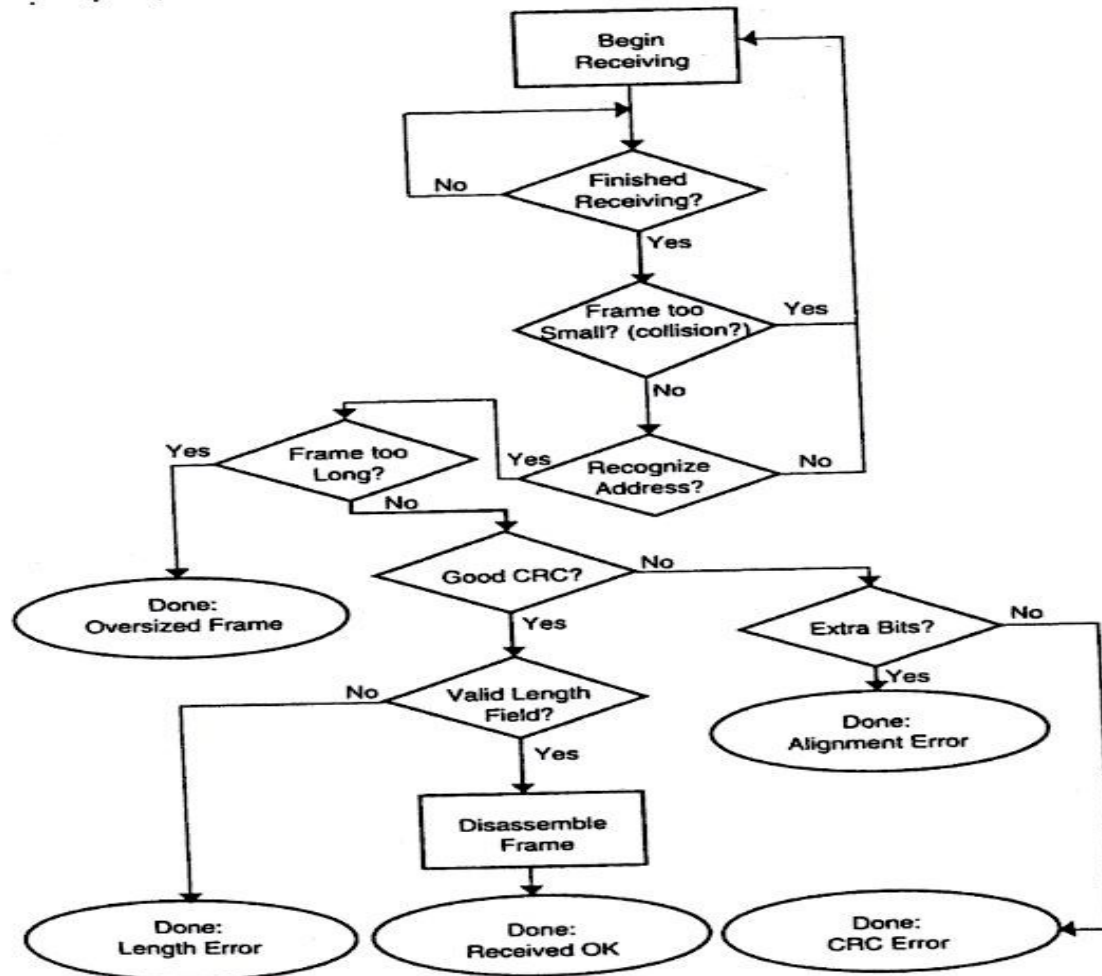 Begin
Receiving
No
Finished
Receiving?
Yes
Frame too
Small? (collision?)
Yes
No
Yes
Frame too
Long?
Yes
Recognize
Address?
No
No
Good CRC?
No
Done:
Oversized Frame
Yes
Extra Bits?
No
No
Valid Length
Field?
Yes
Done:
Alignment Error
Yes
Disassemble
Frame
Done:
Length Error
Done:
Received OK
Done:
CRC Error